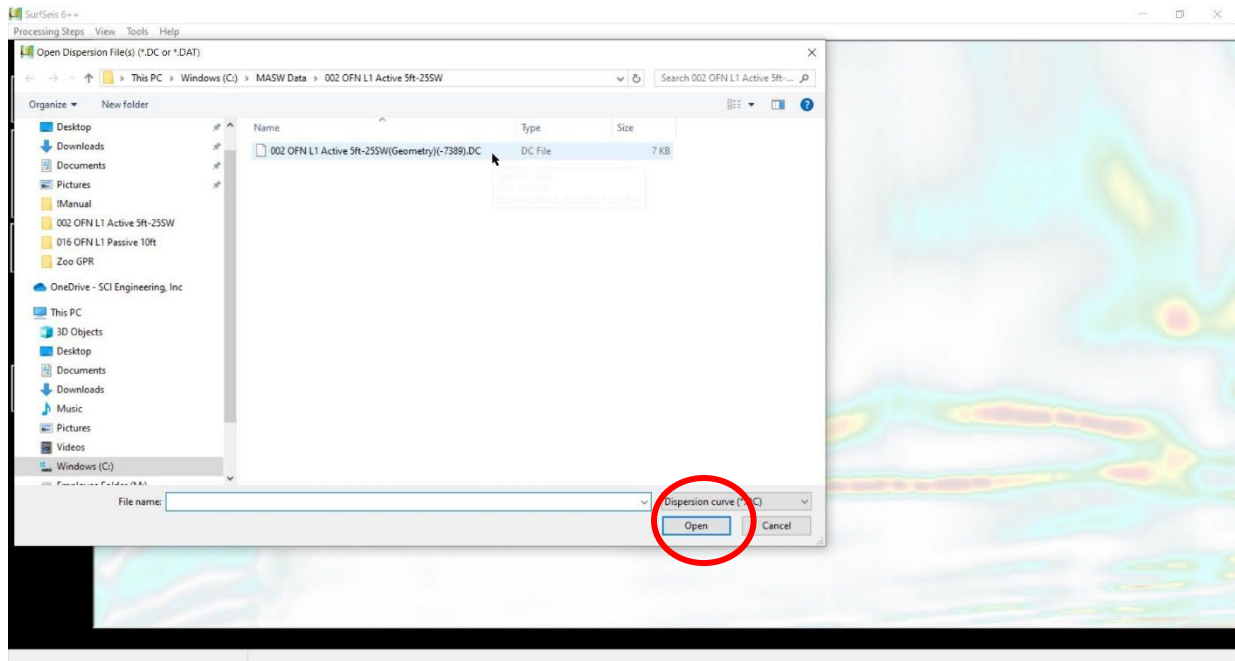 SurfSeis 6++
Processing Steps View Tools Help
Open Dispersion File(s) (*.DC or *.DAT)
This PC > Windows (C:) > MASW Data > 002 OFN L1 Active 5ft-25SW
Search 002 OFN L1 Active 5ft-...
Organize New folder
Name Type Size
002 OFN L1 Active 5ft-25SW(Geometry)(-7389).DC DC File 7 KB
Desktop
Downloads
Documents
Pictures
!Manual
002 OFN L1 Active 5ft-25SW
016 OFN L1 Passive 10ft
Zoo GPR
OneDrive - SCI Engineering, Inc
This PC
3D Objects
Desktop
Documents
Downloads
Music
Pictures
Videos
Windows (C:)
File name:
Dispersion curve (*.DC)
Open Cancel